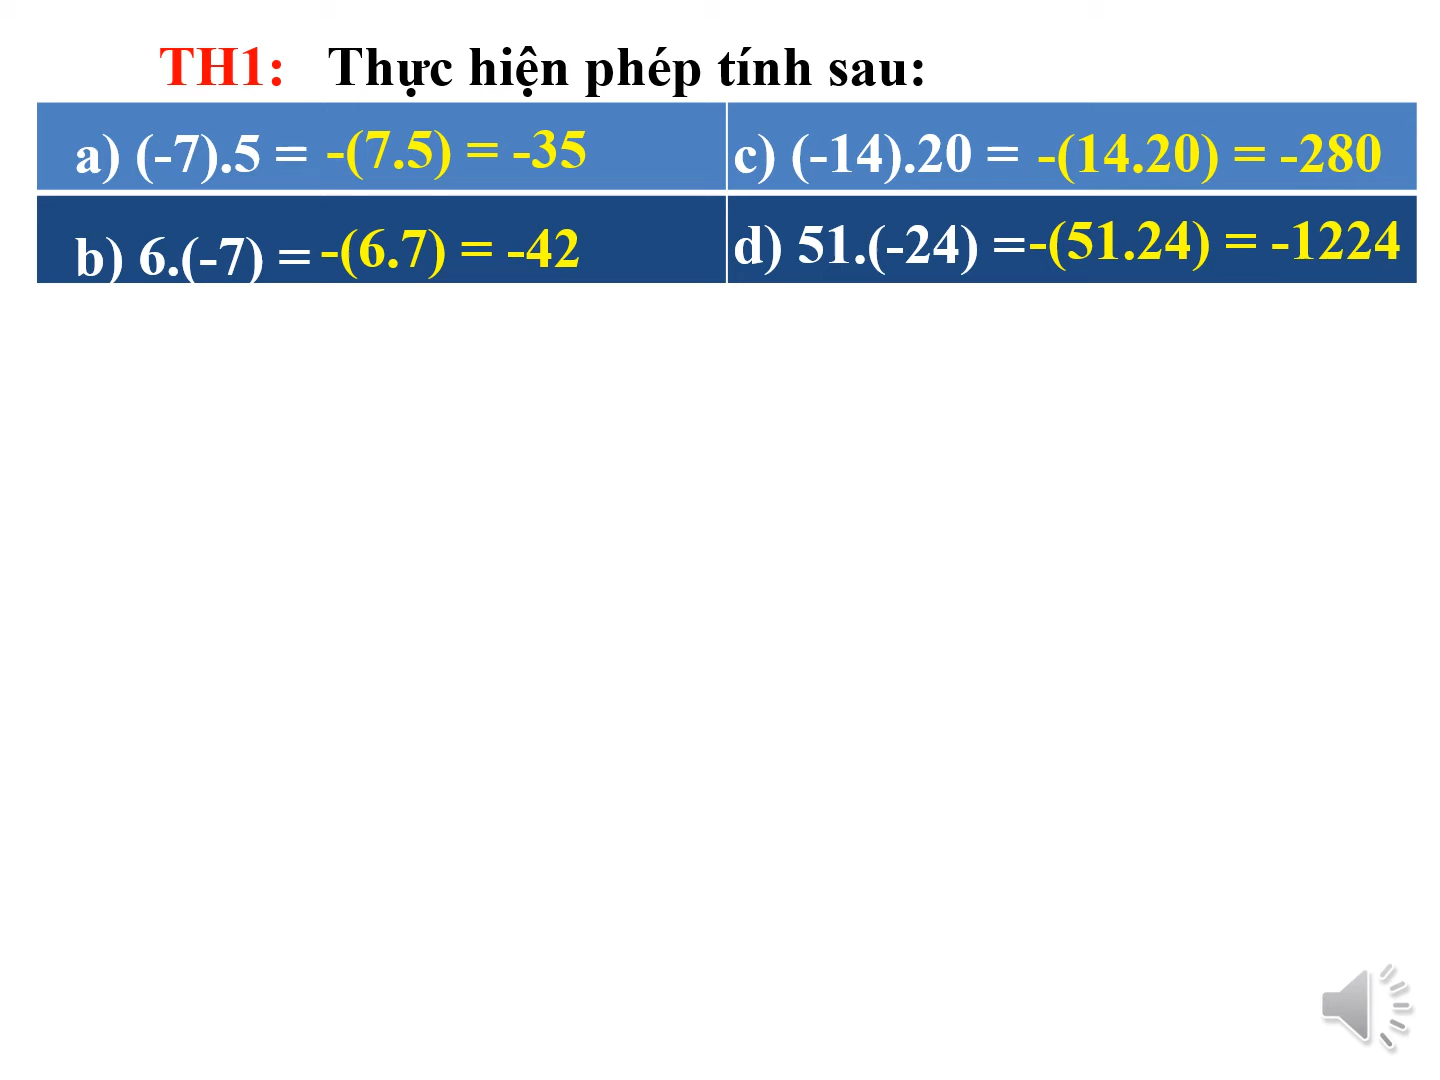 TH1: Thực hiện phép tính sau:
a) (-7).5 = -(7.5) = -35
c) (-14).20 = -(14.20) = -280
b) 6.(-7) = -(6.7) = -42
d) 51.(-24) = -(51.24) = -1224